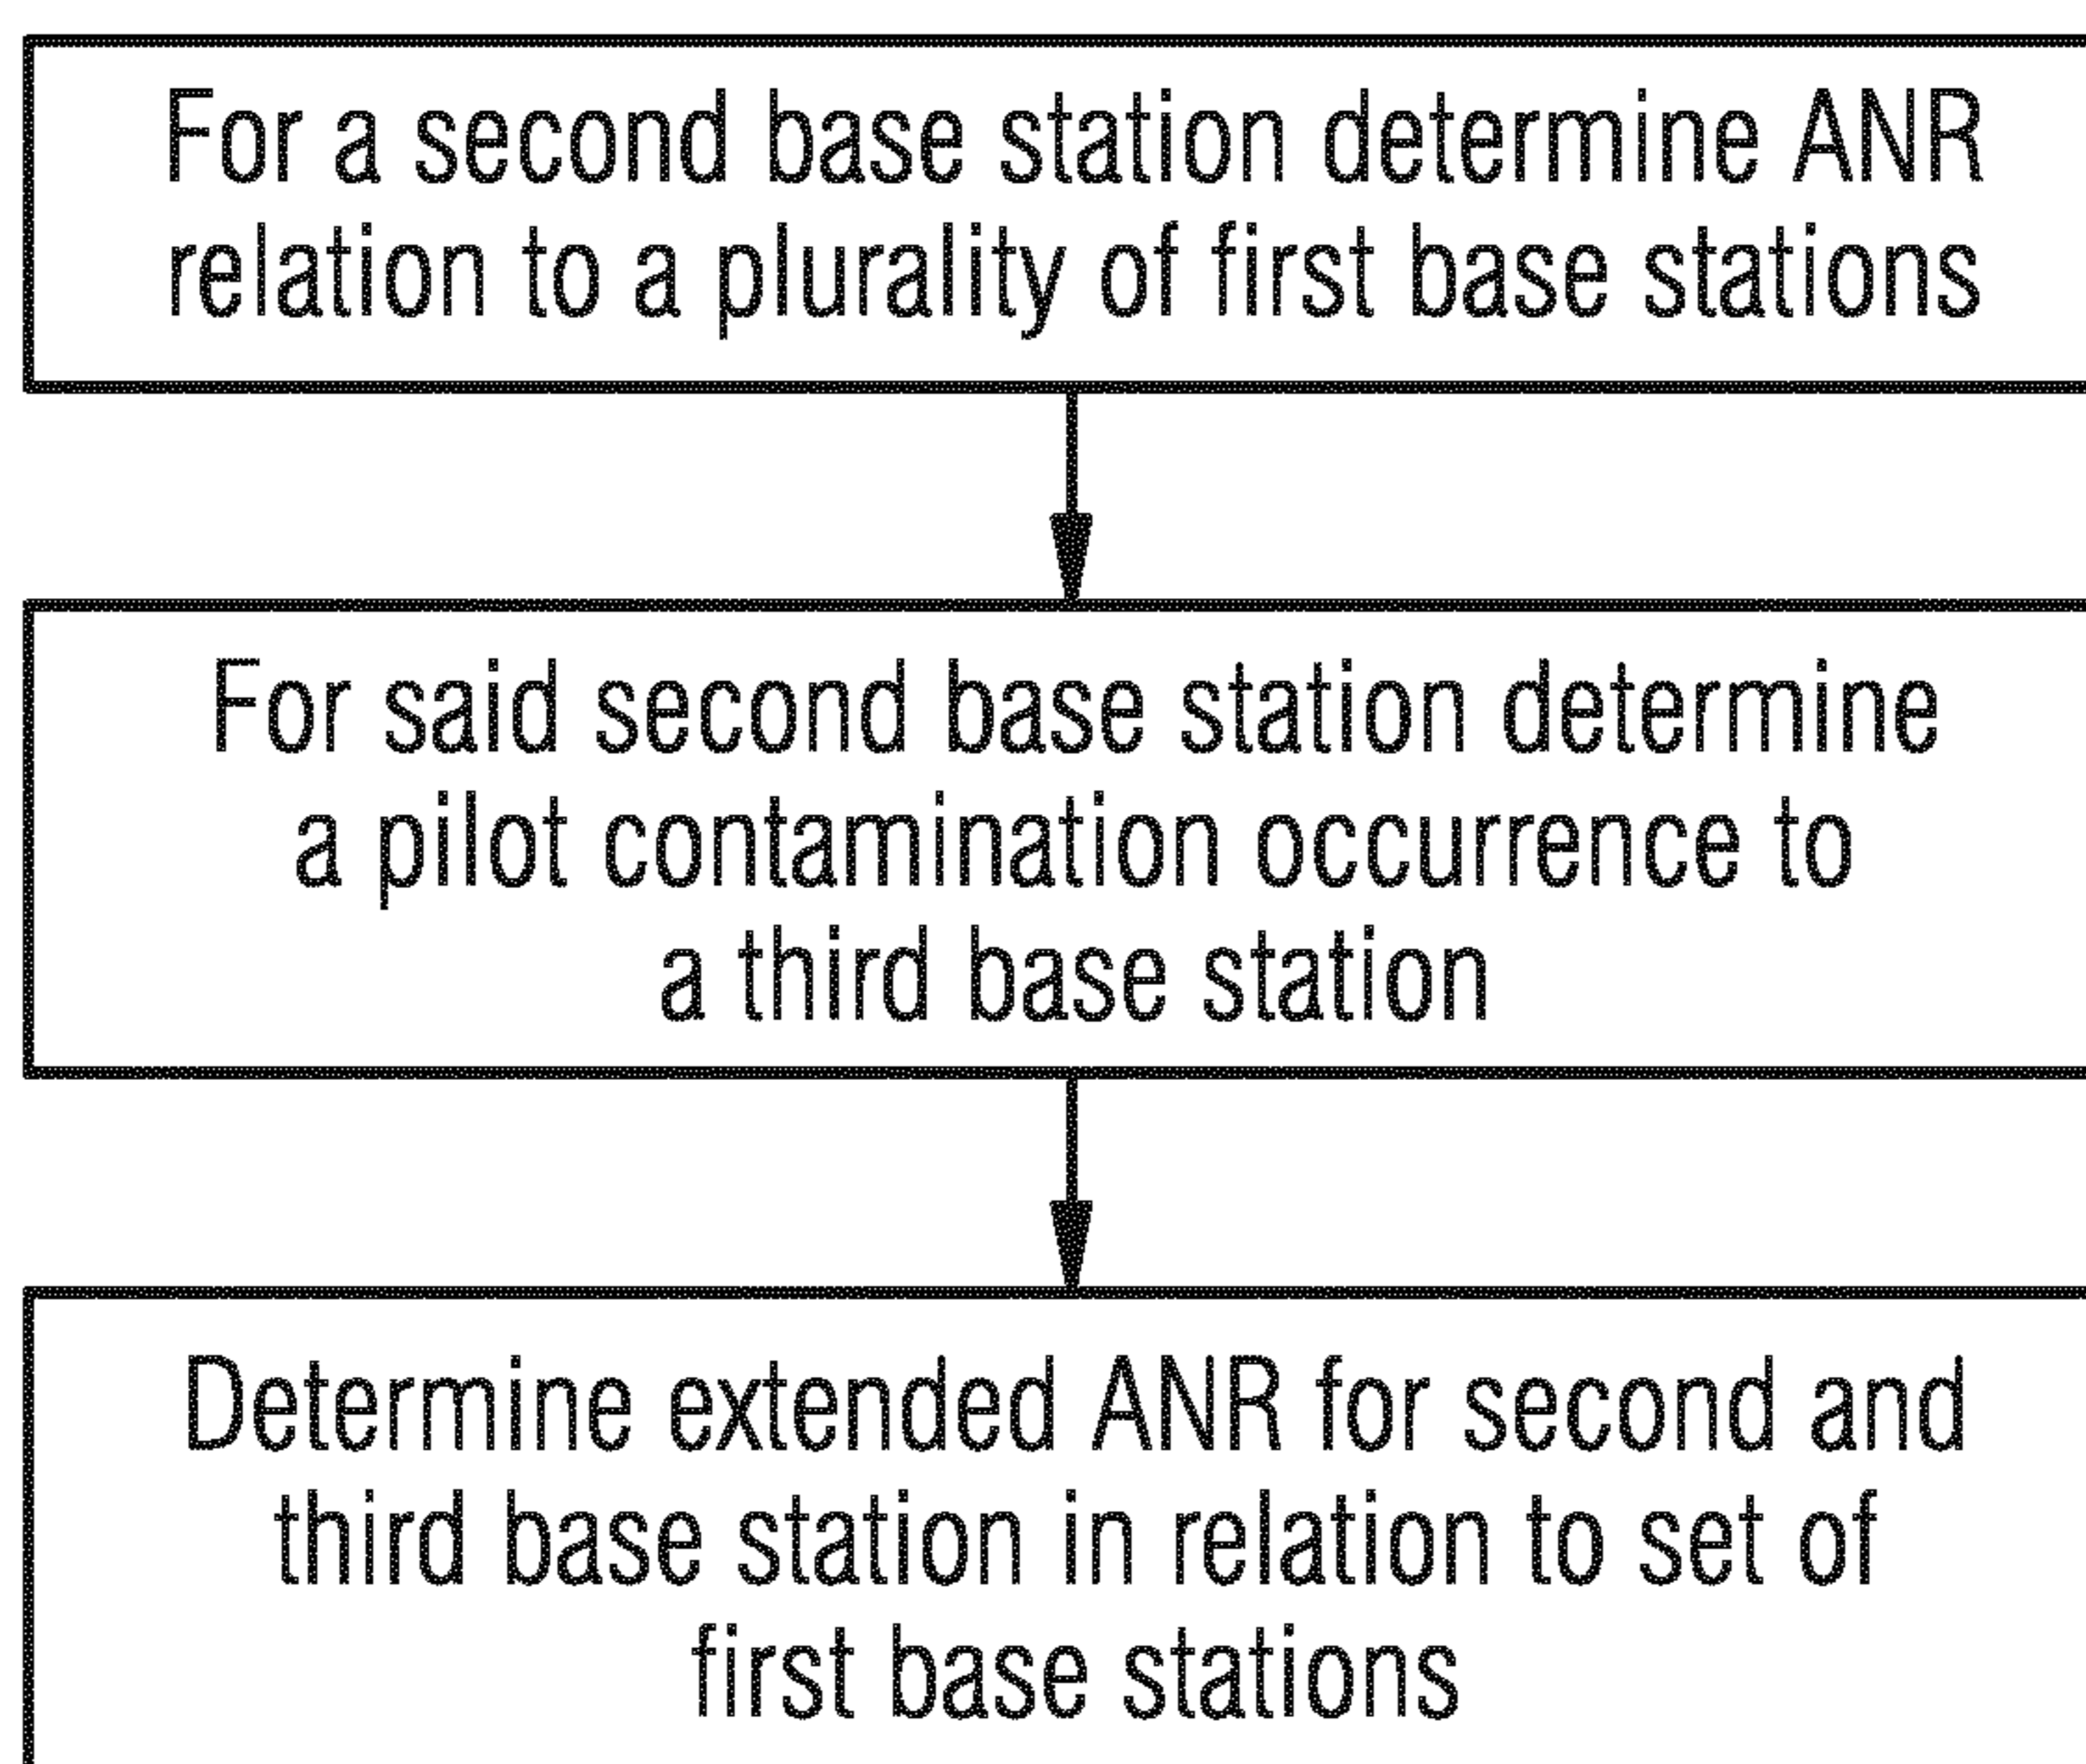 For a second base station determine ANR
relation to a plurality of first base stations
For said second base station determine
a pilot contamination occurrence to
a third base station
Determine extended ANR for second and
third base station in relation to set of
first base stations